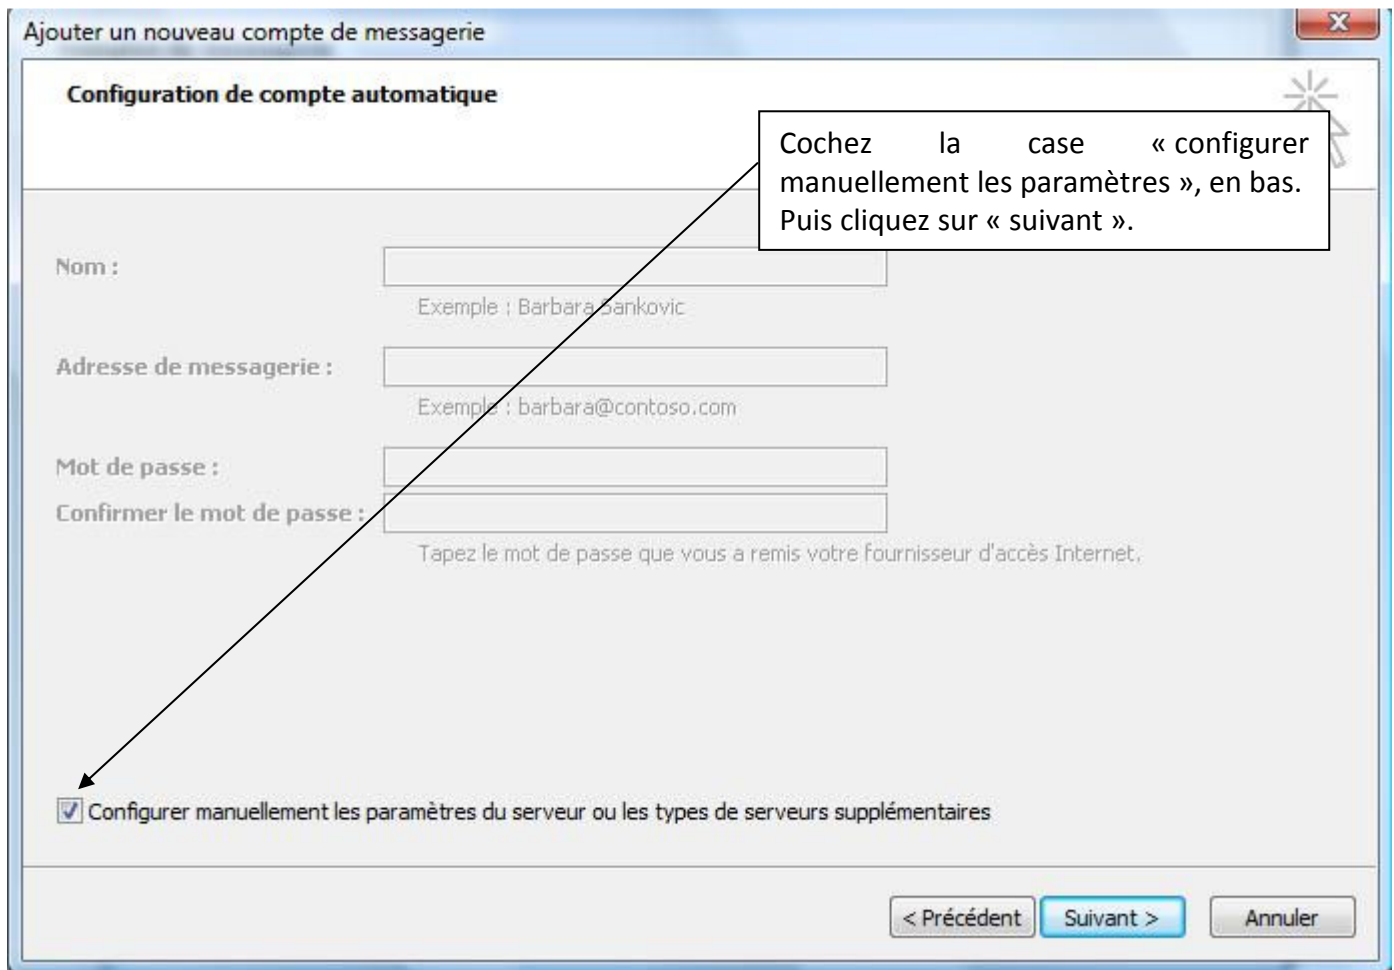 Ajouter un nouveau compte de messagerie
Configuration de compte automatique
Cochez la case « configurer
manuellement les paramètres », en bas.
Puis cliquez sur « suivant ».
Nom :
Exemple : Barbara Sankovic
Adresse de messagerie :
Exemple : barbara@contoso.com
Mot de passe :
Confirmer le mot de passe :
Tapez le mot de passe que vous a remis votre fournisseur d'accès Internet.
Configurer manuellement les paramètres du serveur ou les types de serveurs supplémentaires
< Précédent
Suivant >
Annuler